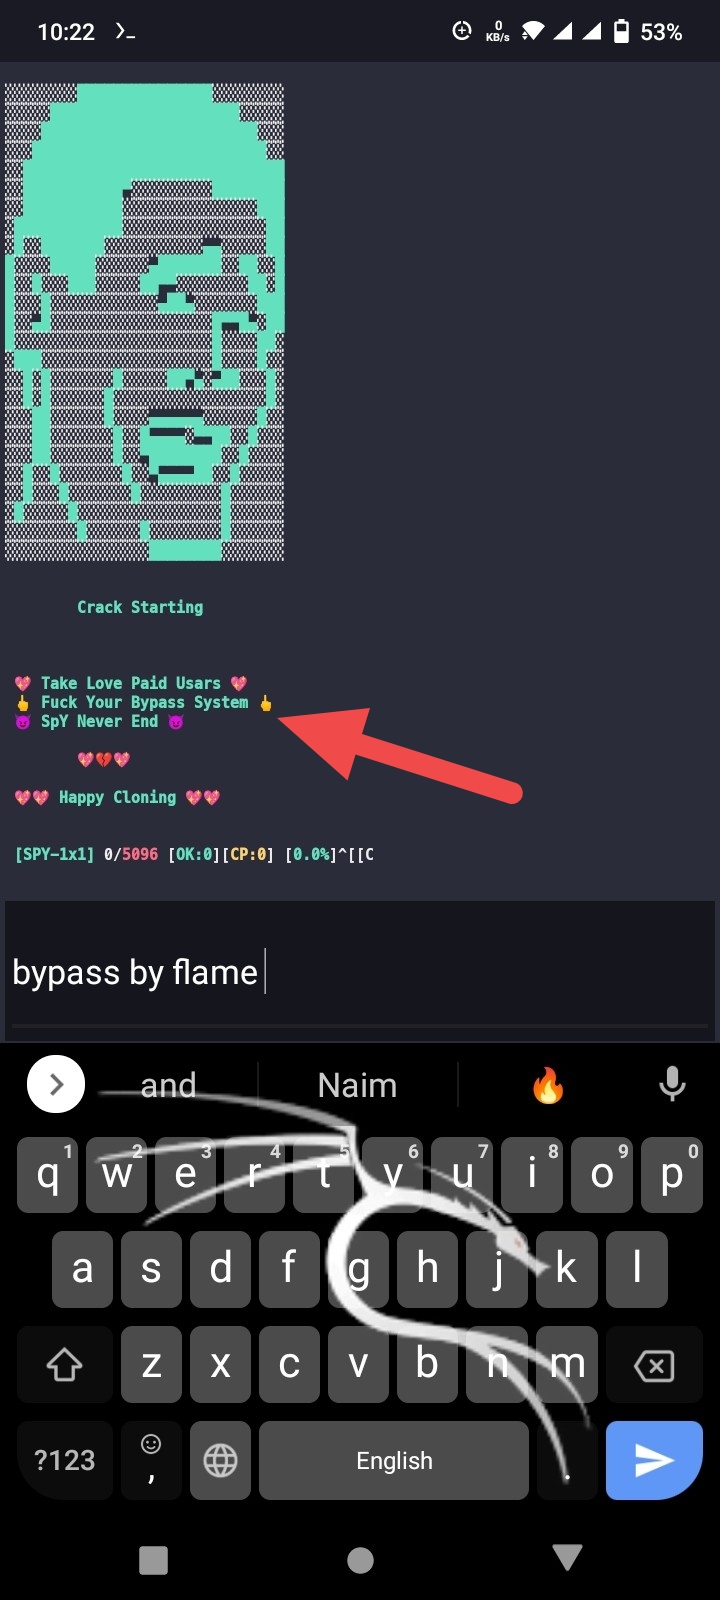 10:22
0
KB/s
53%
Crack Starting
💖 Take Love Paid Usars 💖
👆 Fuck Your Bypass System 👆
😈 SpY Never End 😈
💖💔💖
💖💖 Happy Cloning 💖💖
[SPY-1x1] 0/5096 [OK:0][CP:0] [0.0%]^[[C
bypass by flame
and Naim 🔥
1 2 3 4 5 6 7 8 9 0
q w e r t y u i o p
a s d f g h j k l
z x c v b n m
?123 , English .